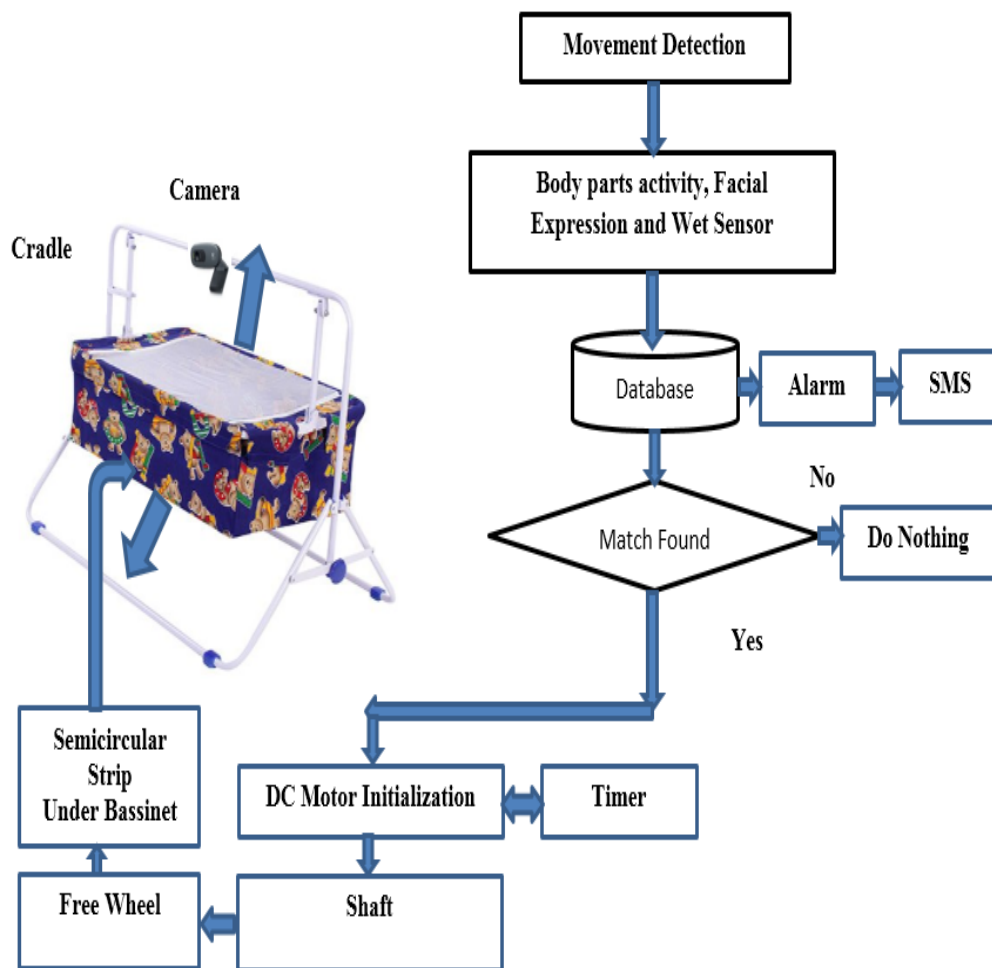 Movement Detection
Body parts activity, Facial
Expression and Wet Sensor
Camera
Cradle
Database
Alarm
SMS
No
Match Found
Do Nothing
Yes
Semicircular
Strip
Under Bassinet
DC Motor Initialization
Timer
Free Wheel
Shaft